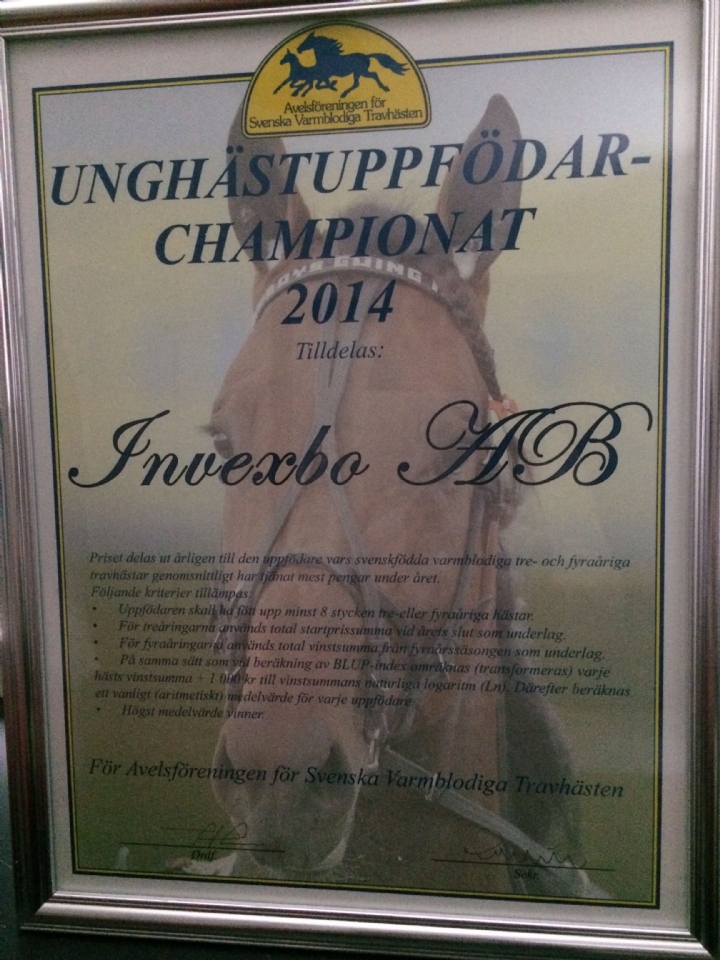 Avelsföreningen för
Svenska Varmblodiga Travhästen
UNGHÄSTUPPFÖDAR-
CHAMPIONAT
2014
Tilldelas:
Invexbo AB
Priset delas ut årligen till den uppfödare vars svenskfödda varmblodiga tre- och fyraåriga
travhästar genomsnittligt har tjänat mest pengar under året.
Följande kriterier tillämpas:
• Uppfödaren skall ha fött upp minst 8 stycken tre-eller fyraåriga hästar.
• För treåringarna används total startprissumma vid årets slut som underlag.
• För fyraåringarna används total vinstsumma från fyraårssäsongen som underlag.
• På samma sätt som vid beräkning av BLUP-index omräknas (transformeras) varje
hästs vinstsumma + 1 000 kr till vinstsummans naturliga logaritm (Ln). Därefter beräknas
ett vanligt (aritmetiskt) medelvärde för varje uppfödare
• Högst medelvärde vinner.
För Avelsföreningen för Svenska Varmblodiga Travhästen
Ordf.
Sekr.